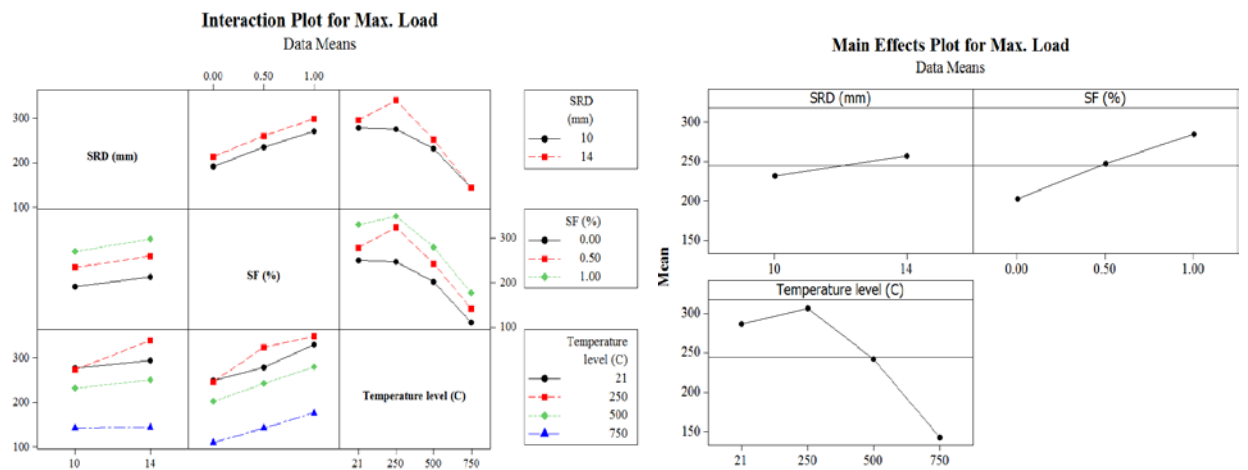 Interaction Plot for Max. Load
Data Means
0.00 0.50 1.00
300
200
100
SRD (mm)
SRD
(mm)
10
14
SF (%)
300
200
100
SF (%)
0.00
0.50
1.00
300
200
100
Temperature level (C)
Temperature
level (C)
21
250
500
750
10 14
21 250 500 750
Main Effects Plot for Max. Load
Data Means
SRD (mm) SF (%)
300
250
200
150
10 14 0.00 0.50 1.00
Mean
Temperature level (C)
300
250
200
150
21 250 500 750